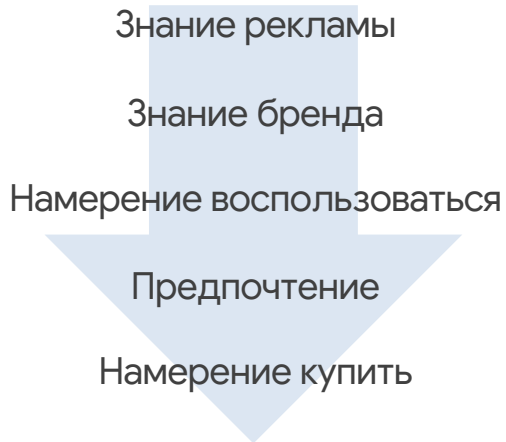 Знание рекламы
Знание бренда
Намерение воспользоваться
Предпочтение
Намерение купить